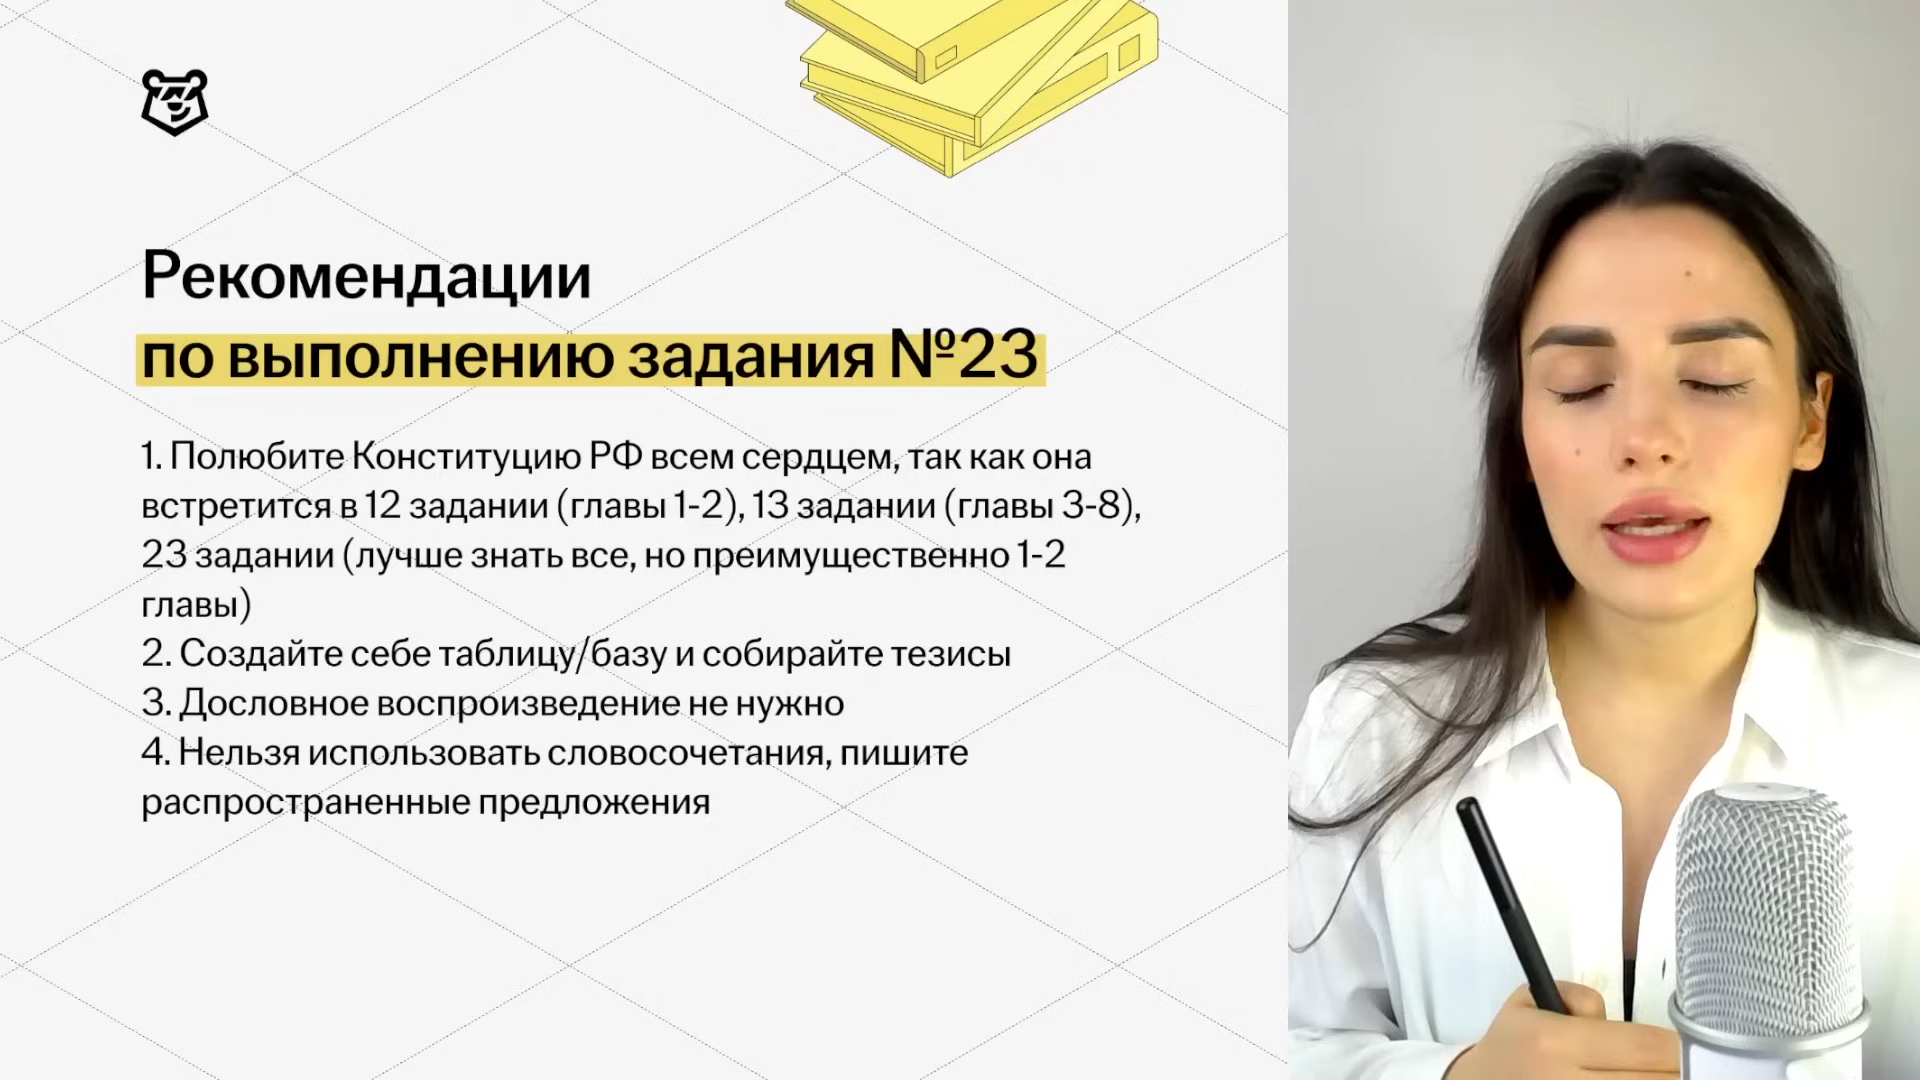 Рекомендации
по выполнению задания №23
1. Полюбите Конституцию РФ всем сердцем, так как она
встретится в 12 задании (главы 1-2), 13 задании (главы 3-8),
23 задании (лучше знать все, но преимущественно 1-2
главы)
2. Создайте себе таблицу/базу и собирайте тезисы
3. Дословное воспроизведение не нужно
4. Нельзя использовать словосочетания, пишите
распространенные предложения